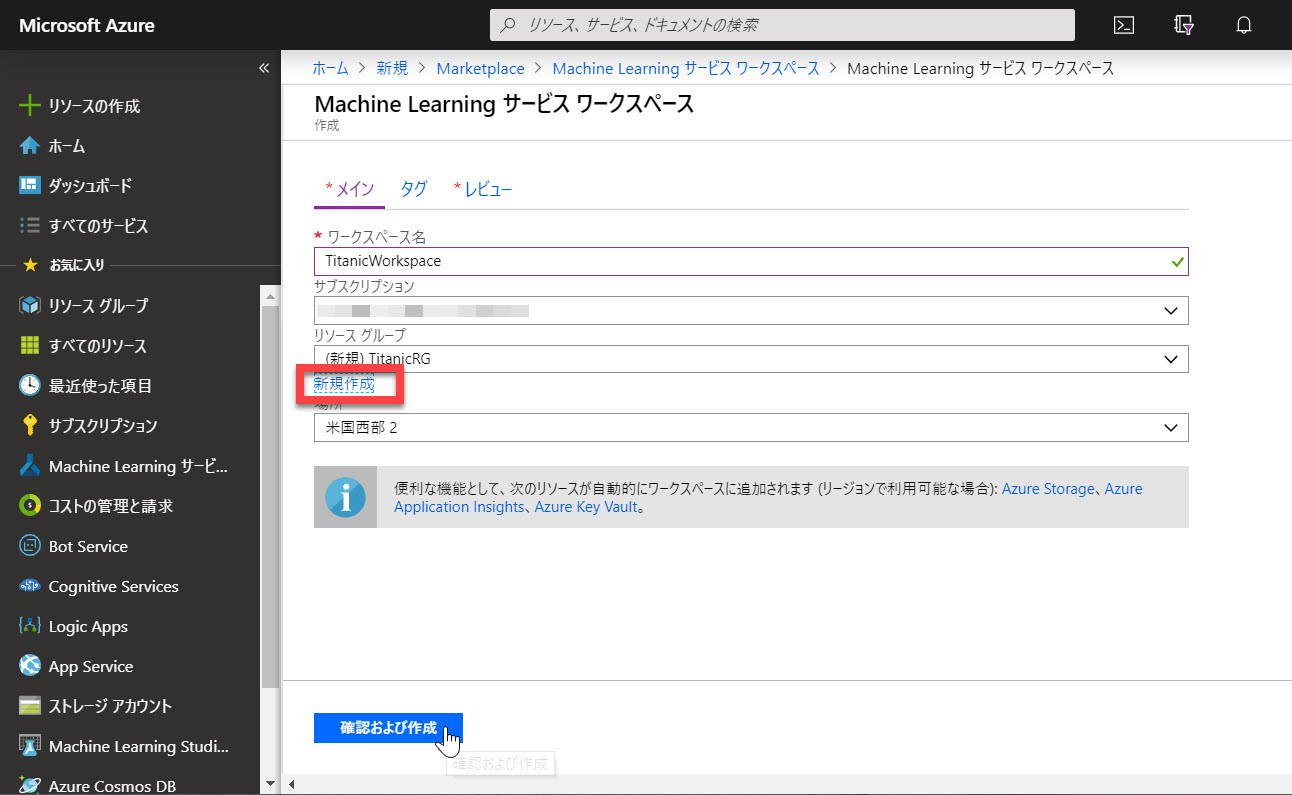 Microsoft Azure
リソース、サービス、ドキュメントの検索
リソースの作成
ホーム
ダッシュボード
すべてのサービス
お気に入り
リソース グループ
すべてのリソース
最近使った項目
サブスクリプション
Machine Learning サービ...
コストの管理と請求
Bot Service
Cognitive Services
Logic Apps
App Service
ストレージ アカウント
Machine Learning Studi...
Azure Cosmos DB
ホーム > 新規 > Marketplace > Machine Learning サービス ワークスペース > Machine Learning サービス ワークスペース
Machine Learning サービス ワークスペース
作成
* メイン タグ * レビュー
* ワークスペース名
TitanicWorkspace
サブスクリプション
リソース グループ
(新規) TitanicRG
新規作成
場所
米国西部 2
便利な機能として、次のリソースが自動的にワークスペースに追加されます (リージョンで利用可能な場合): Azure Storage、Azure
Application Insights、Azure Key Vault。
確認および作成
確認および作成